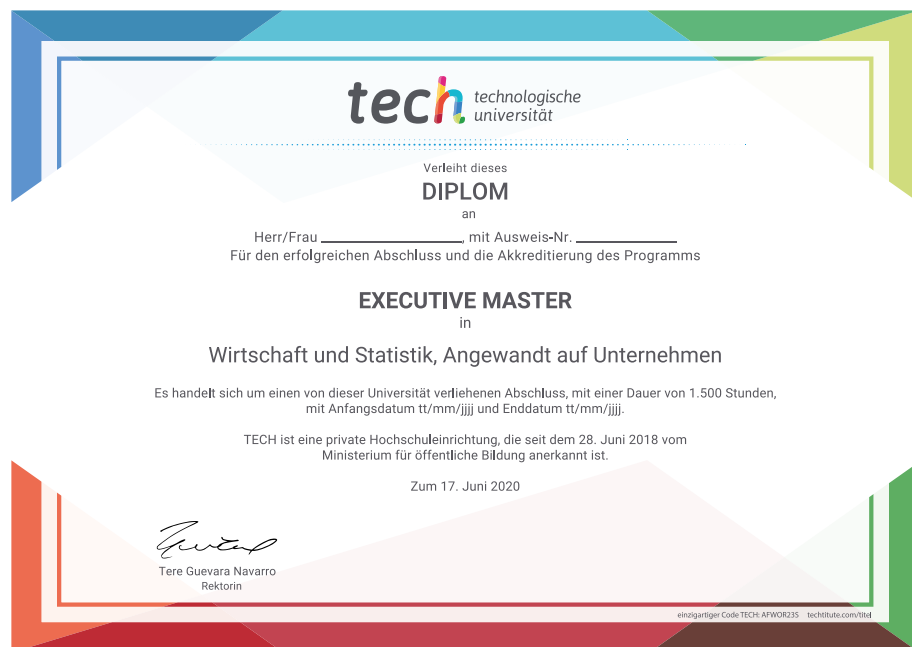 tech technologische
universität
Verleiht dieses
DIPLOM
an
Herr/Frau ____________, mit Ausweis-Nr. ____________
Für den erfolgreichen Abschluss und die Akkreditierung des Programms
EXECUTIVE MASTER
in
Wirtschaft und Statistik, Angewandt auf Unternehmen
Es handelt sich um einen von dieser Universität verliehenen Abschluss, mit einer Dauer von 1.500 Stunden,
mit Anfangsdatum tt/mm/jjjj und Enddatum tt/mm/jjjj.
TECH ist eine private Hochschuleinrichtung, die seit dem 28. Juni 2018 vom
Ministerium für öffentliche Bildung anerkannt ist.
Zum 17. Juni 2020
Tere Guevara Navarro
Rektorin
einzigartiger Code TECH: AFWOR23S techtitute.com/titel